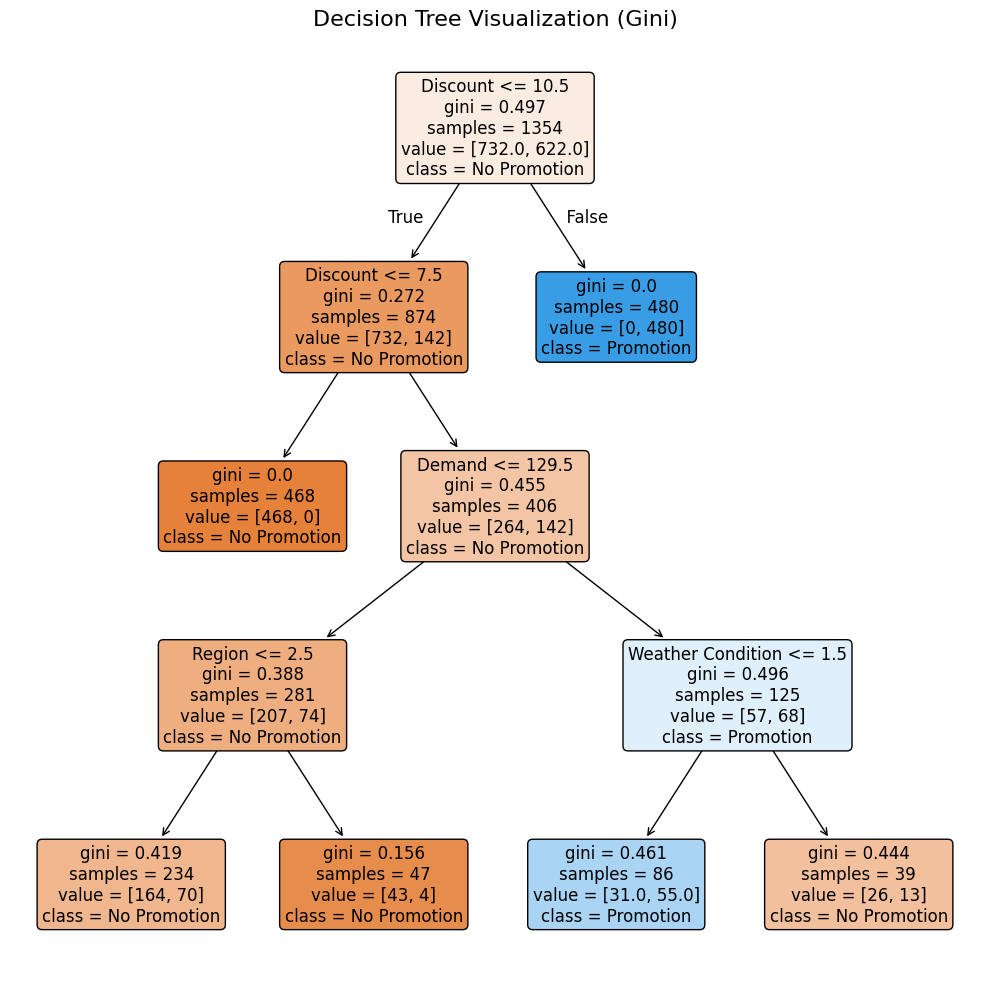 Decision Tree Visualization (Gini)
Discount <= 10.5
gini = 0.497
samples = 1354
value = [732.0, 622.0]
class = No Promotion
True
False
Discount <= 7.5
gini = 0.272
samples = 874
value = [732, 142]
class = No Promotion
gini = 0.0
samples = 480
value = [0, 480]
class = Promotion
gini = 0.0
samples = 468
value = [468, 0]
class = No Promotion
Demand <= 129.5
gini = 0.455
samples = 406
value = [264, 142]
class = No Promotion
Region <= 2.5
gini = 0.388
samples = 281
value = [207, 74]
class = No Promotion
Weather Condition <= 1.5
gini = 0.496
samples = 125
value = [57, 68]
class = Promotion
gini = 0.419
samples = 234
value = [164, 70]
class = No Promotion
gini = 0.156
samples = 47
value = [43, 4]
class = No Promotion
gini = 0.461
samples = 86
value = [31.0, 55.0]
class = Promotion
gini = 0.444
samples = 39
value = [26, 13]
class = No Promotion